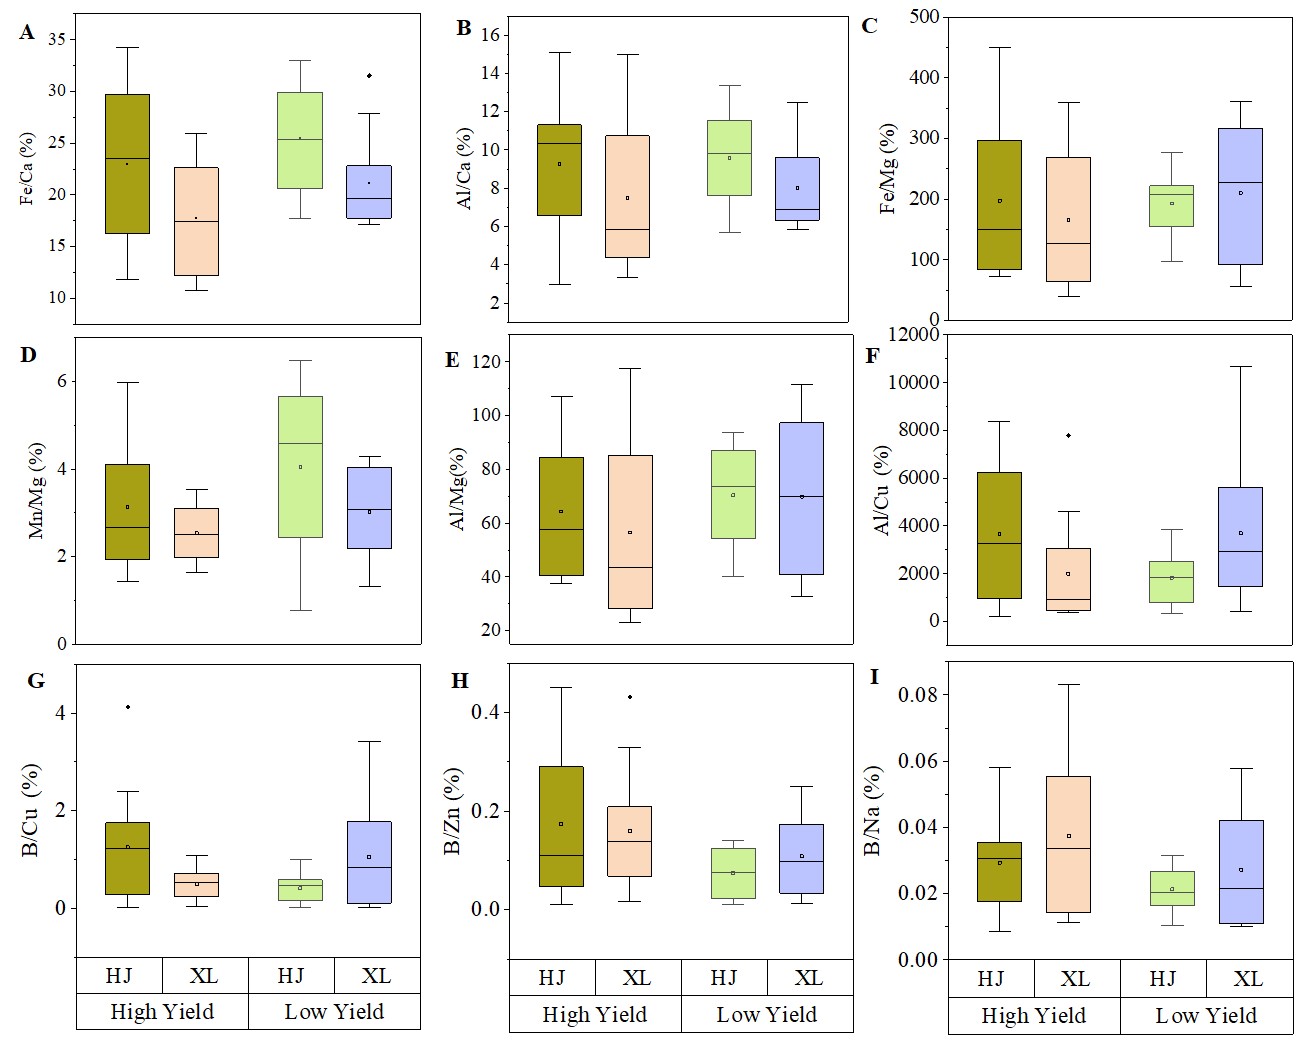 A
Fe/Ca (%)
35
30
25
20
15
10
B
Al/Ca (%)
16
14
12
10
8
6
4
2
C
Fe/Mg (%)
500
400
300
200
100
0
D
Mn/Mg (%)
6
4
2
0
E
Al/Mg(%)
120
100
80
60
40
20
F
Al/Cu (%)
12000
10000
8000
6000
4000
2000
0
G
B/Cu (%)
4
2
0
H
B/Zn (%)
0.4
0.2
0.0
I
B/Na (%)
0.08
0.06
0.04
0.02
0.00
HJ XL HJ XL
High Yield Low Yield
HJ XL HJ XL
High Yield Low Yield
HJ XL HJ XL
High Yield Low Yield